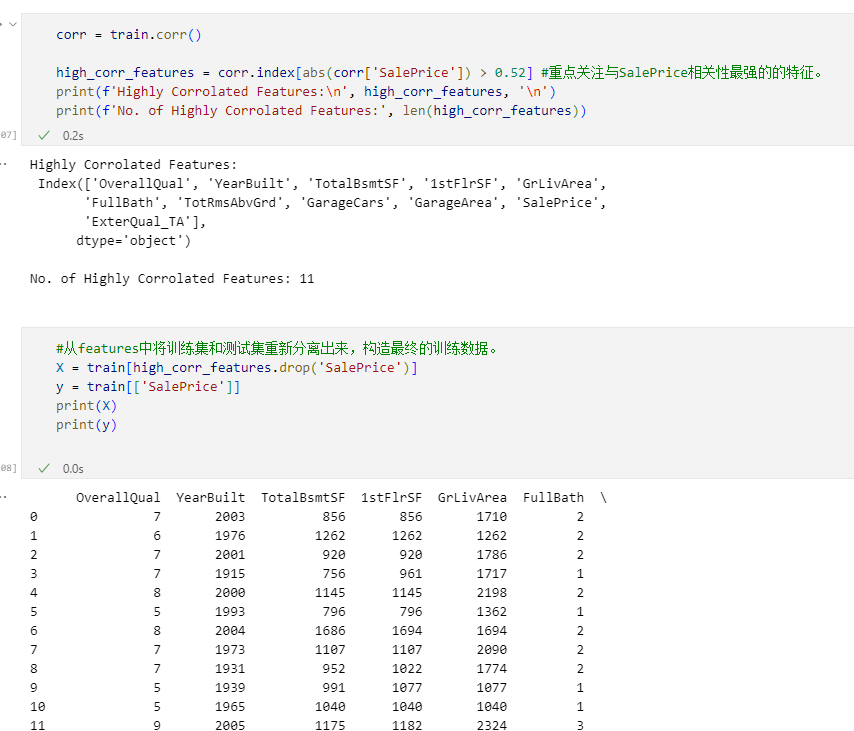 corr = train.corr()
high_corr_features = corr.index[abs(corr['SalePrice']) > 0.52] #重点关注与SalePrice相关性最强的的特征。
print(f'Highly Corrolated Features:\n', high_corr_features, '\n')
print(f'No. of Highly Corrolated Features:', len(high_corr_features))
07] ✓ 0.2s
Highly Corrolated Features:
Index(['OverallQual', 'YearBuilt', 'TotalBsmtSF', '1stFlrSF', 'GrLivArea',
'FullBath', 'TotRmsAbvGrd', 'GarageCars', 'GarageArea', 'SalePrice',
'ExterQual_TA'],
dtype='object')
No. of Highly Corrolated Features: 11
#从features中将训练集和测试集重新分离出来，构造最终的训练数据。
X = train[high_corr_features.drop('SalePrice')]
y = train[['SalePrice']]
print(X)
print(y)
08] ✓ 0.0s
OverallQual YearBuilt TotalBsmtSF 1stFlrSF GrLivArea FullBath \
0 7 2003 856 856 1710 2
1 6 1976 1262 1262 1262 2
2 7 2001 920 920 1786 2
3 7 1915 756 961 1717 1
4 8 2000 1145 1145 2198 2
5 5 1993 796 796 1362 1
6 8 2004 1686 1694 1694 2
7 7 1973 1107 1107 2090 2
8 7 1931 952 1022 1774 2
9 5 1939 991 1077 1077 1
10 5 1965 1040 1040 1040 1
11 9 2005 1175 1182 2324 3